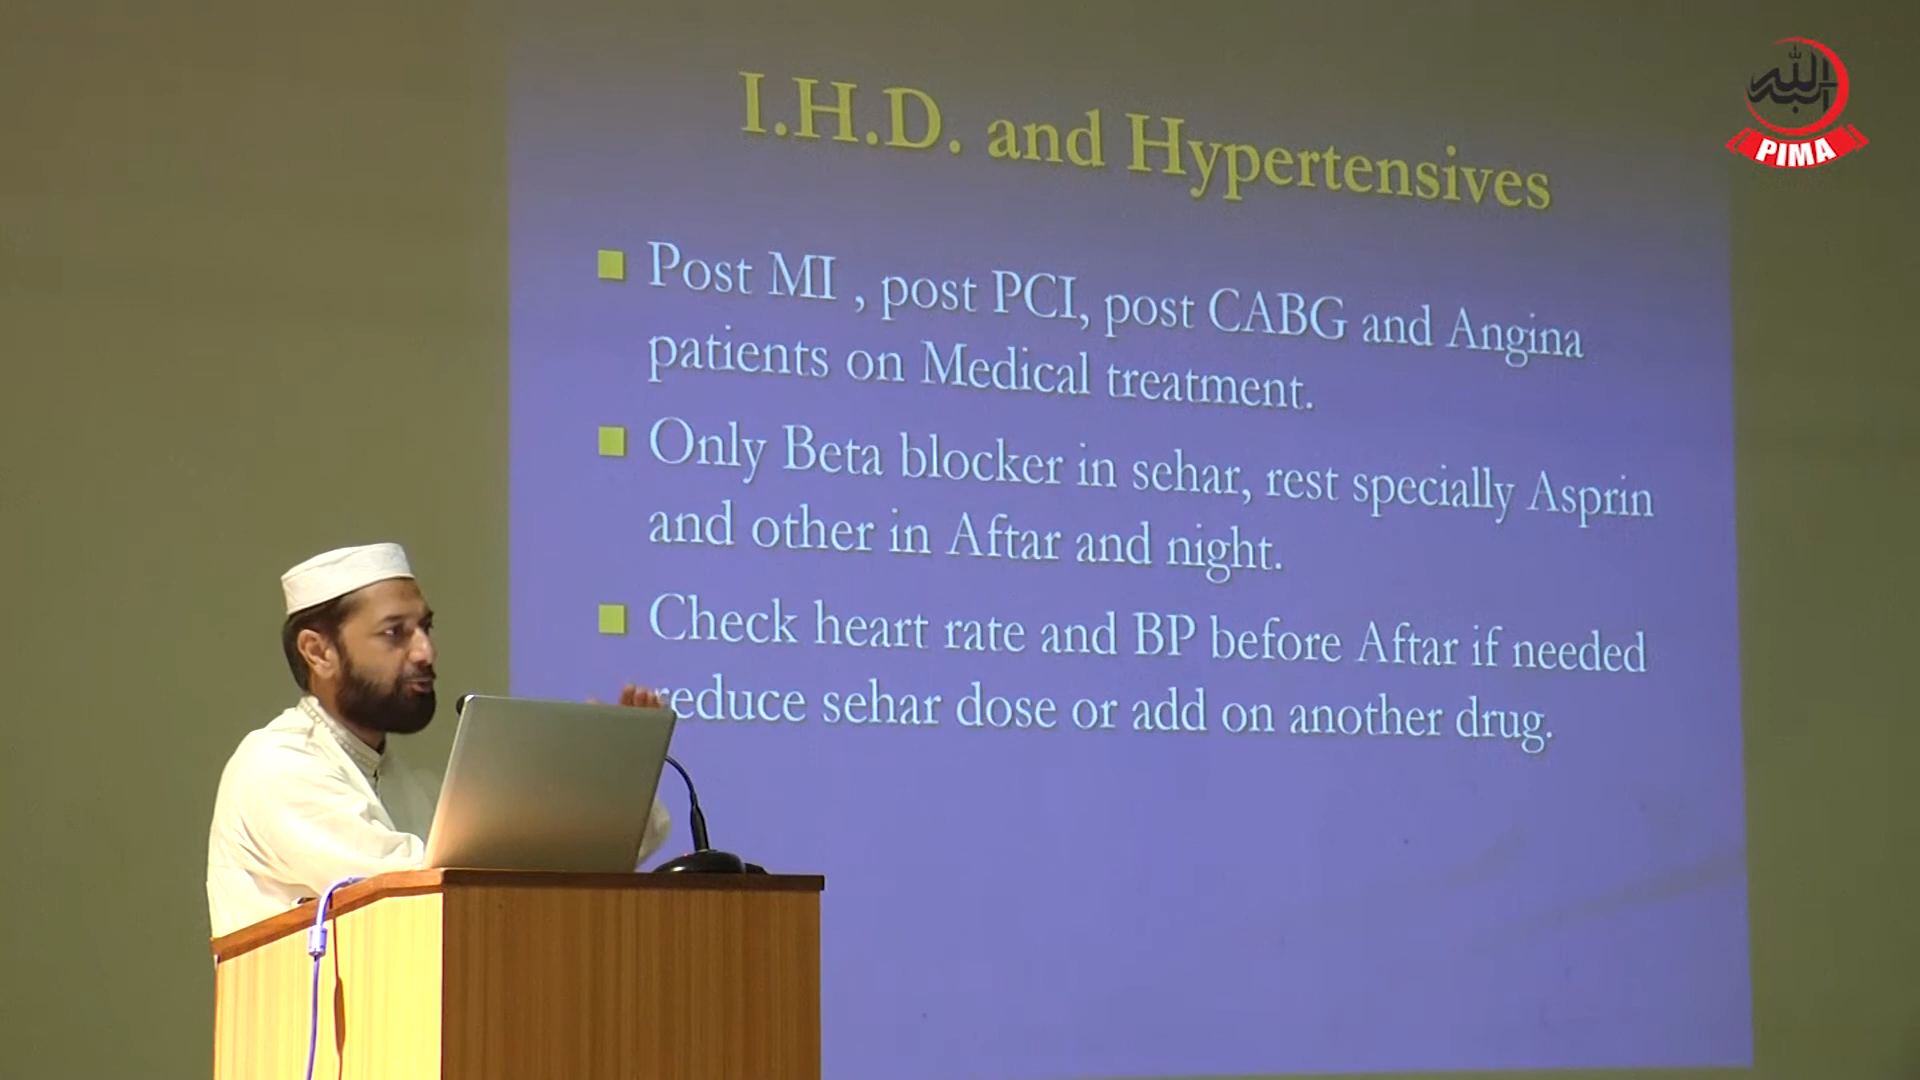 I.H.D. and Hypertensives
Post MI , post PCI, post CABG and Angina
patients on Medical treatment.
Only Beta blocker in sehar, rest specially Asprin
and other in Aftar and night.
Check heart rate and BP before Aftar if needed
reduce sehar dose or add on another drug.
PIMA